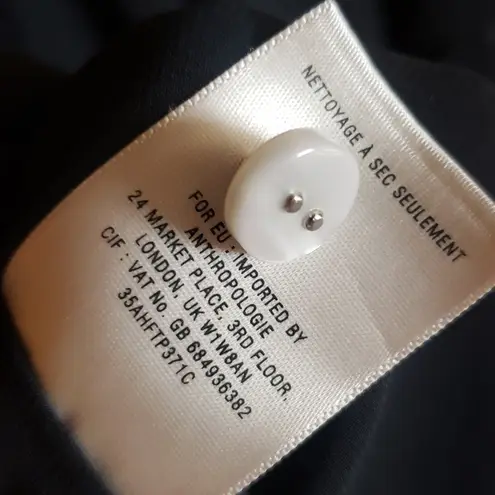 NETTOYAGE À SEC SEULEMENT
FOR EU : IMPORTED BY
ANTHROPOLOGIE
24 MARKET PLACE, 3RD FLOOR,
LONDON, UK W1W8AN
CIF : VAT No. GB 684936382
35AHFTP371C